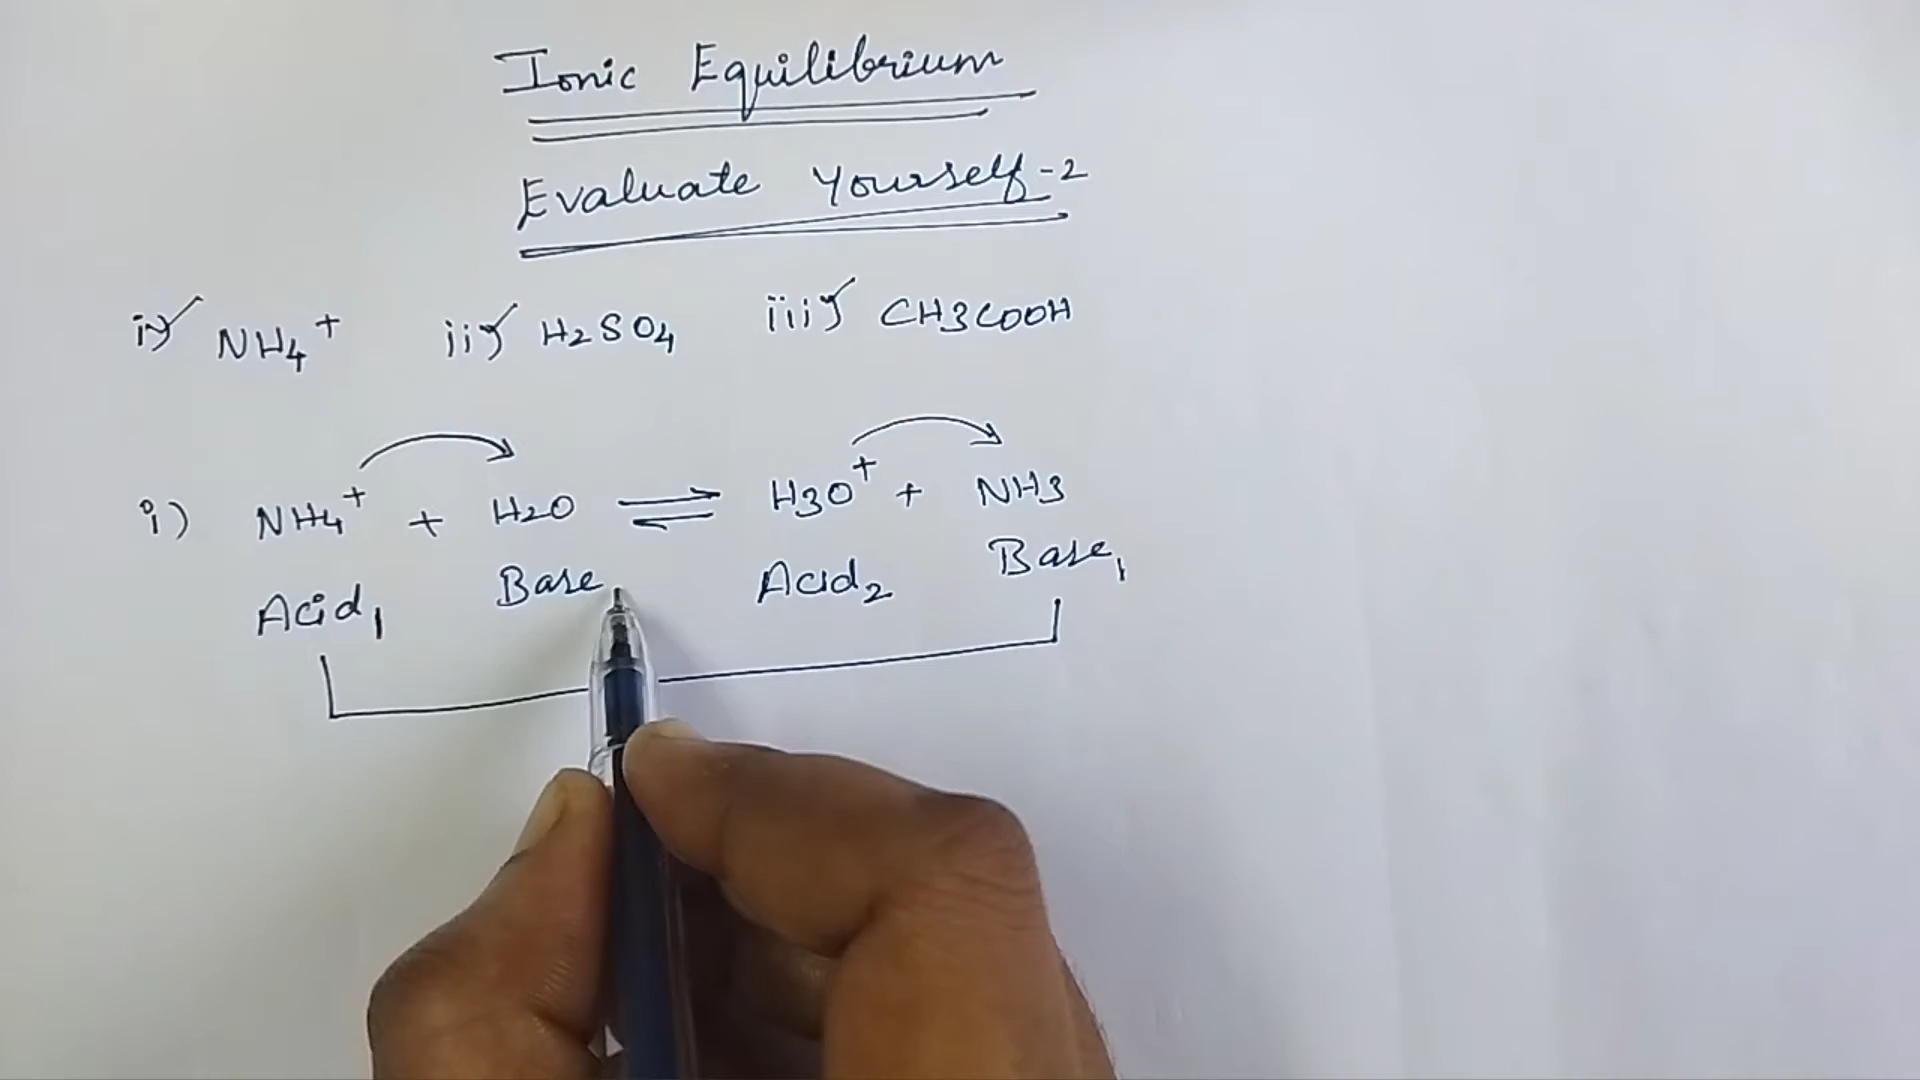 Ionic Equilibrium
Evaluate Yourself-2
i) NH4+ ii) H2SO4 iii) CH3COOH
i) NH4+ + H2O ⇌ H3O+ + NH3
Acid1 Base Acid2 Base1